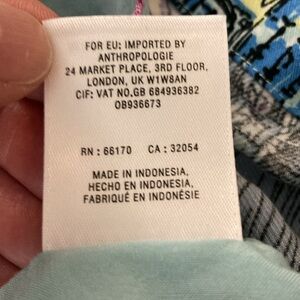 FOR EU: IMPORTED BY
ANTHROPOLOGIE
24 MARKET PLACE, 3RD FLOOR,
LONDON, UK W1W8AN
CIF: VAT NO.GB 684936382
OB936673
RN : 66170 CA : 32054
MADE IN INDONESIA,
HECHO EN INDONESIA,
FABRIQUÉ EN INDONÉSIE